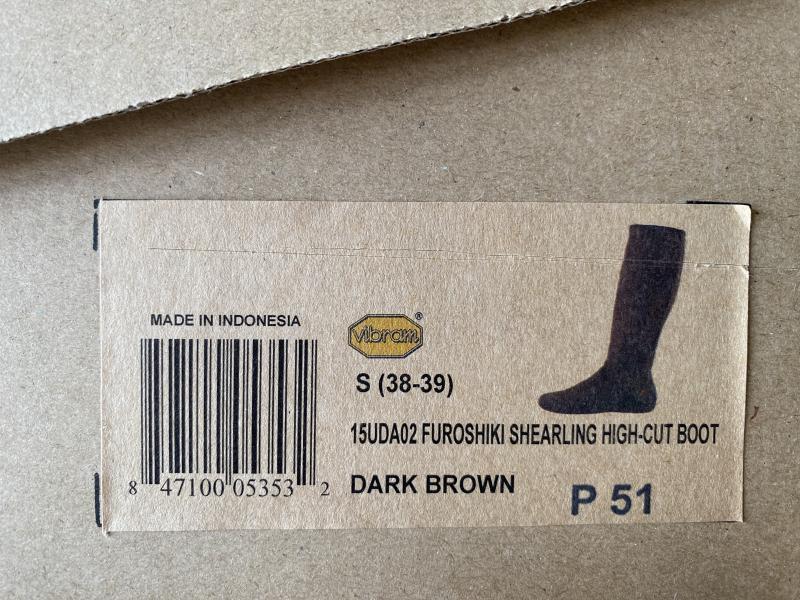 MADE IN INDONESIA
vibram®
S (38-39)
15UDA02 FUROSHIKI SHEARLING HIGH-CUT BOOT
8 47100 05353 2
DARK BROWN
P 51